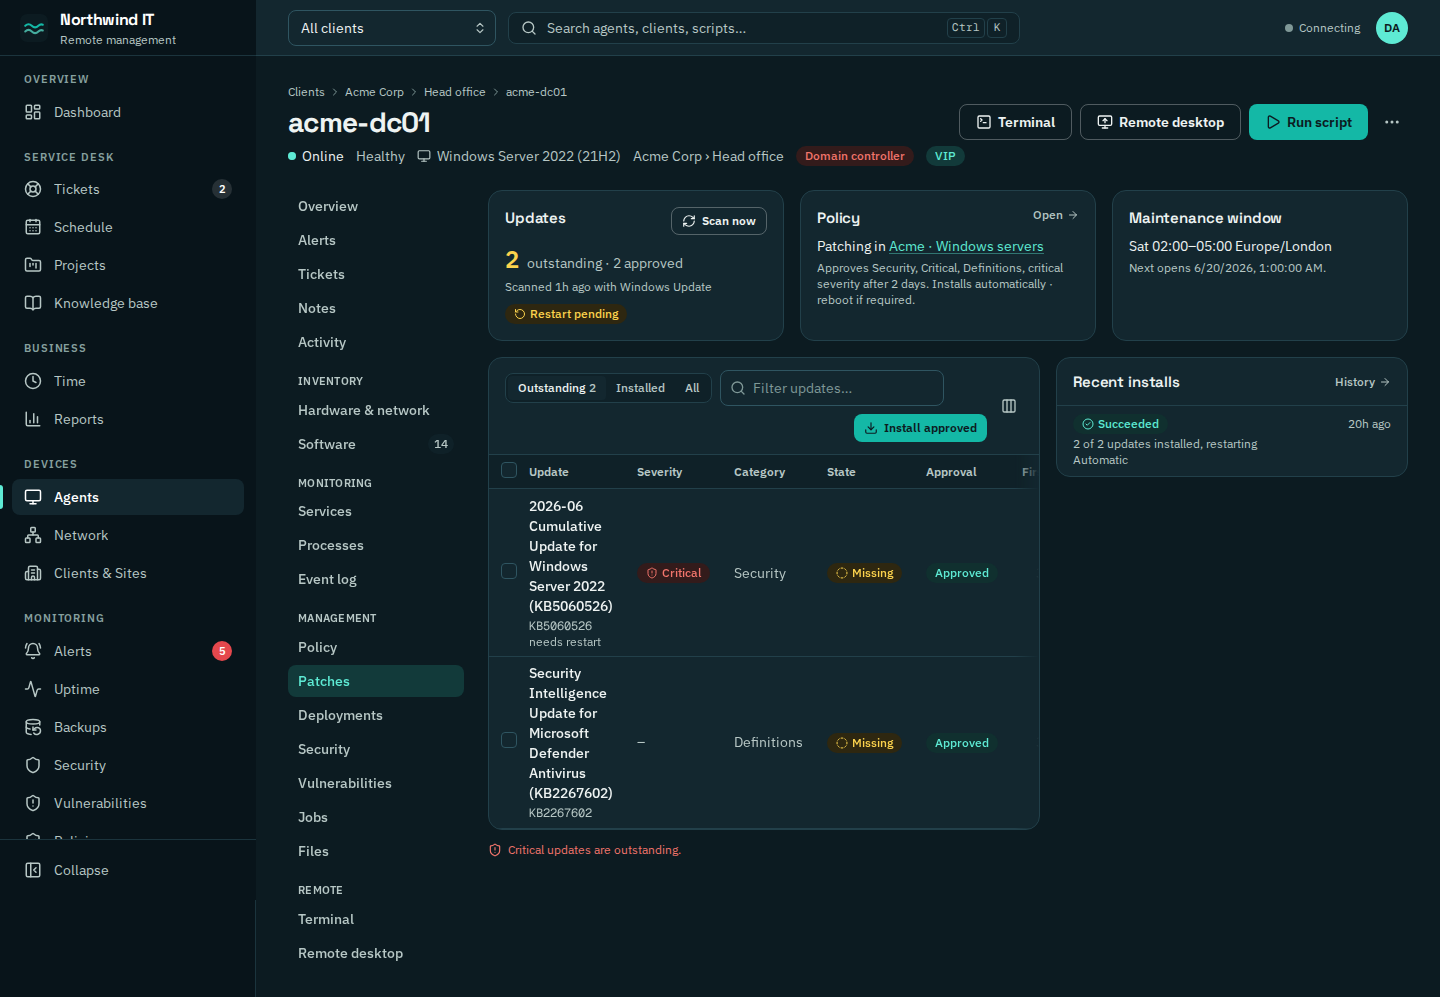 Northwind IT
Remote management
All clients
Search agents, clients, scripts...
Ctrl K
Connecting
DA
OVERVIEW
Dashboard
SERVICE DESK
Tickets 2
Schedule
Projects
Knowledge base
BUSINESS
Time
Reports
DEVICES
Agents
Network
Clients & Sites
MONITORING
Alerts 5
Uptime
Backups
Security
Vulnerabilities
Collapse
Clients > Acme Corp > Head office > acme-dc01
acme-dc01
Terminal
Remote desktop
Run script
Online Healthy Windows Server 2022 (21H2) Acme Corp › Head office Domain controller VIP
Overview
Alerts
Tickets
Notes
Activity
INVENTORY
Hardware & network
Software 14
MONITORING
Services
Processes
Event log
MANAGEMENT
Policy
Patches
Deployments
Security
Vulnerabilities
Jobs
Files
REMOTE
Terminal
Remote desktop
Updates
Scan now
2 outstanding · 2 approved
Scanned 1h ago with Windows Update
Restart pending
Policy
Open
Patching in Acme · Windows servers
Approves Security, Critical, Definitions, critical
severity after 2 days. Installs automatically ·
reboot if required.
Maintenance window
Sat 02:00–05:00 Europe/London
Next opens 6/20/2026, 1:00:00 AM.
Outstanding 2 Installed All
Filter updates...
Install approved
Update Severity Category State Approval
2026-06
Cumulative
Update for
Windows
Server 2022
(KB5060526)
KB5060526
needs restart
Critical
Security
Missing
Approved
Security
Intelligence
Update for
Microsoft
Defender
Antivirus
(KB2267602)
KB2267602
–
Definitions
Missing
Approved
Critical updates are outstanding.
Recent installs
History
Succeeded 20h ago
2 of 2 updates installed, restarting
Automatic